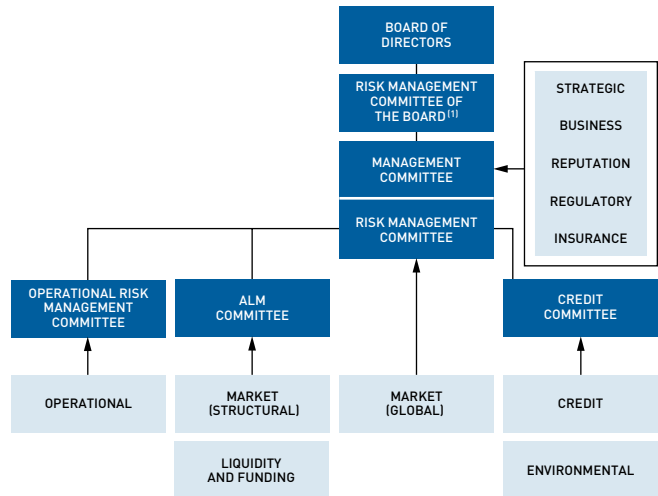 BOARD OF
DIRECTORS
RISK MANAGEMENT
COMMITTEE OF
THE BOARD(1)
MANAGEMENT
COMMITTEE
RISK MANAGEMENT
COMMITTEE
STRATEGIC
BUSINESS
REPUTATION
REGULATORY
INSURANCE
OPERATIONAL RISK
MANAGEMENT
COMMITTEE
ALM
COMMITTEE
CREDIT
COMMITTEE
OPERATIONAL
MARKET
(STRUCTURAL)
MARKET
(GLOBAL)
CREDIT
LIQUIDITY
AND FUNDING
ENVIRONMENTAL